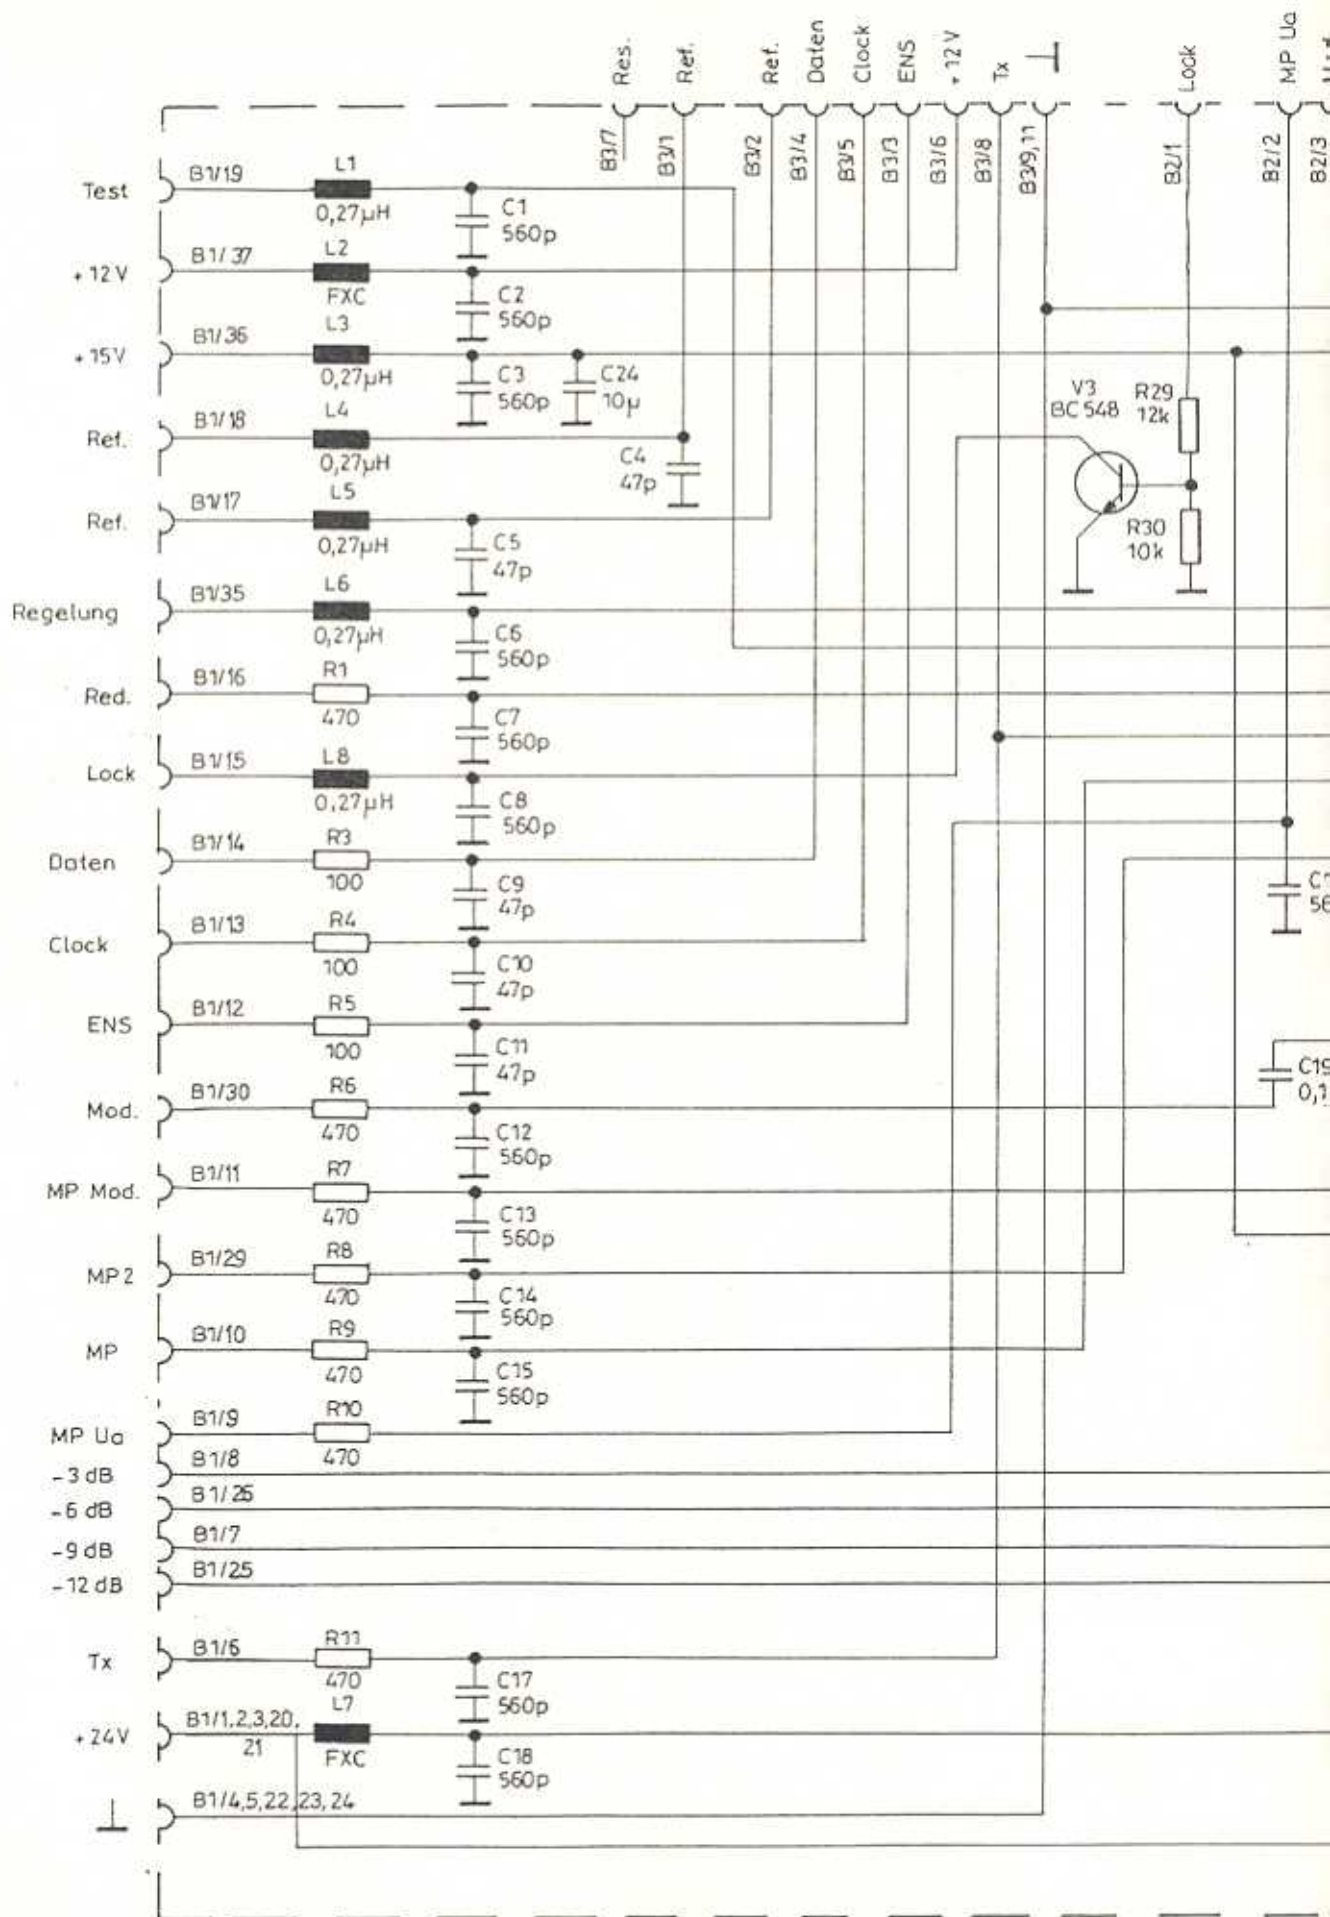 Res.
Ref.
Ref.
Daten
Clock
ENS
+12V
Tx
Lock
MP Ua
B3/7
B3/1
B3/2
B3/4
B3/5
B3/3
B3/6
B3/8
B3/9,11
B2/1
B2/2
B2/3
Test
B1/19
L1
0,27µH
C1
560p
+12V
B1/37
L2
FXC
C2
560p
+15V
B1/36
L3
0,27µH
C3
560p
C24
10µ
V3
BC 548
R29
12k
Ref.
B1/18
L4
0,27µH
C4
47p
Ref.
B1/17
L5
0,27µH
C5
47p
R30
10k
Regelung
B1/35
L6
0,27µH
C6
560p
Red.
B1/16
R1
470
C7
560p
Lock
B1/15
L8
0,27µH
C8
560p
Daten
B1/14
R3
100
C9
47p
Clock
B1/13
R4
100
C10
47p
ENS
B1/12
R5
100
C11
47p
C19
0,1
Mod.
B1/30
R6
470
C12
560p
MP Mod.
B1/11
R7
470
C13
560p
MP2
B1/29
R8
470
C14
560p
MP
B1/10
R9
470
C15
560p
MP Ua
B1/9
R10
470
-3 dB
B1/8
-6 dB
B1/26
-9 dB
B1/7
-12 dB
B1/25
Tx
B1/6
R11
470
C17
560p
+24V
B1/1,2,3,20,
21
L7
FXC
C18
560p
B1/4,5,22,23,24